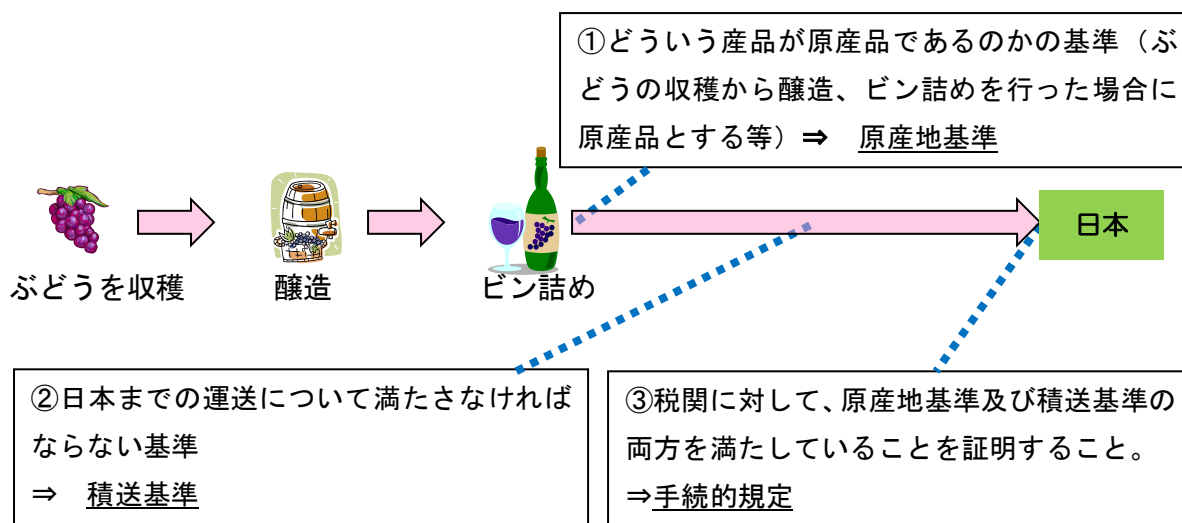 ①どういう産品が原産品であるのかの基準（ぶ
どうの収穫から醸造、ビン詰めを行った場合に
原産品とする等）⇒　原産地基準
日本
ぶどうを収穫
醸造
ビン詰め
②日本までの運送について満たさなければ
ならない基準
⇒　積送基準
③税関に対して、原産地基準及び積送基準の
両方を満たしていることを証明すること。
⇒手続的規定